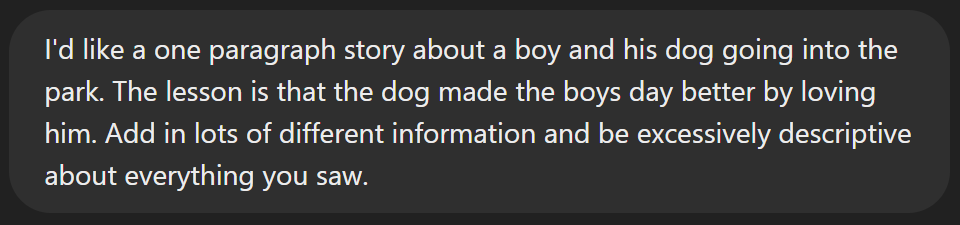 I'd like a one paragraph story about a boy and his dog going into the
park. The lesson is that the dog made the boys day better by loving
him. Add in lots of different information and be excessively descriptive
about everything you saw.